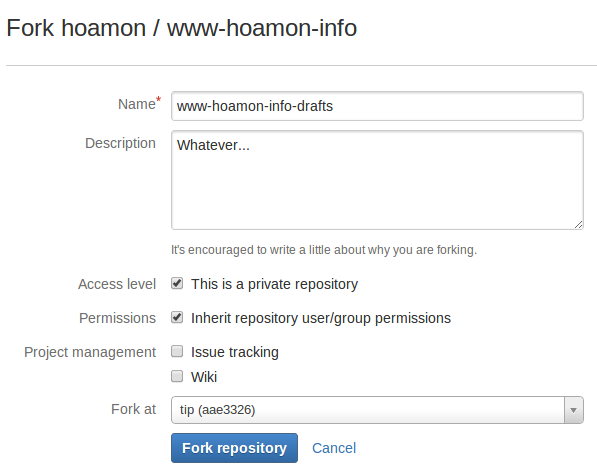 Fork hoamon / www-hoamon-info
Name* www-hoamon-info-drafts
Description Whatever...
It's encouraged to write a little about why you are forking.
Access level This is a private repository
Permissions Inherit repository user/group permissions
Project management Issue tracking
Wiki
Fork at tip (aae3326)
Fork repository Cancel